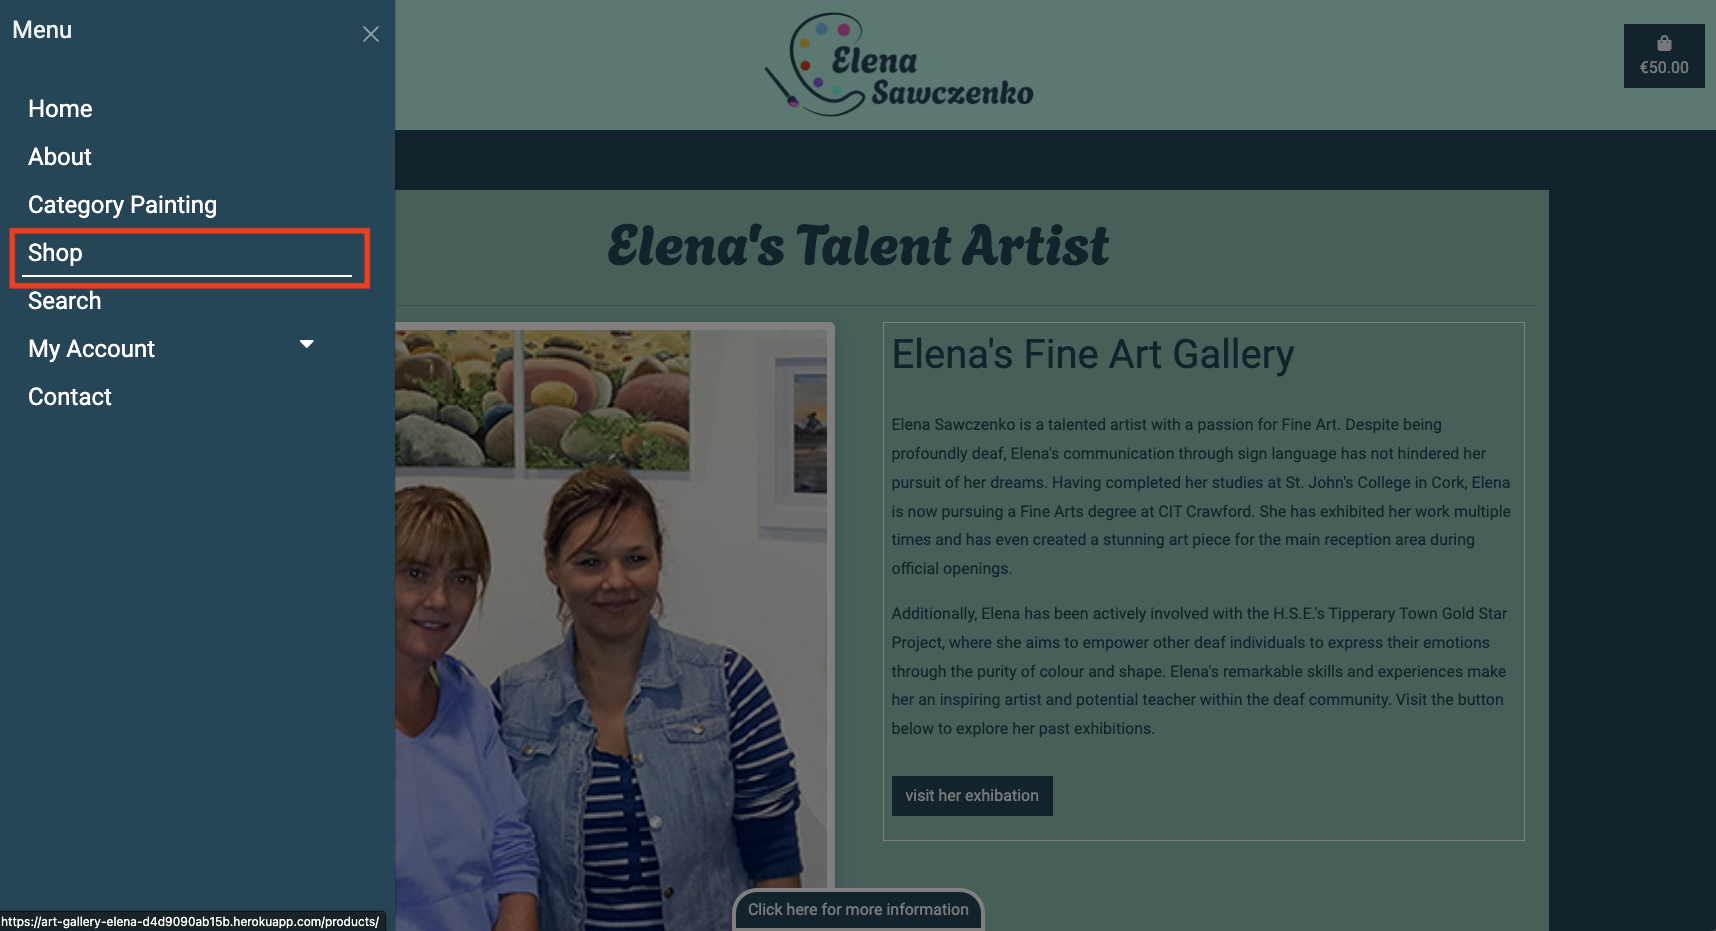 Menu
Home
About
Category Painting
Shop
Search
My Account
Contact
Elena
Sawczenko
€50.00
Elena's Talent Artist
Elena's Fine Art Gallery
Elena Sawczenko is a talented artist with a passion for Fine Art. Despite being
profoundly deaf, Elena's communication through sign language has not hindered her
pursuit of her dreams. Having completed her studies at St. John's College in Cork, Elena
is now pursuing a Fine Arts degree at CIT Crawford. She has exhibited her work multiple
times and has even created a stunning art piece for the main reception area during
official openings.
Additionally, Elena has been actively involved with the H.S.E.'s Tipperary Town Gold Star
Project, where she aims to empower other deaf individuals to express their emotions
through the purity of colour and shape. Elena's remarkable skills and experiences make
her an inspiring artist and potential teacher within the deaf community. Visit the button
below to explore her past exhibitions.
visit her exhibation
Click here for more information
https://art-gallery-elena-d4d9090ab15b.herokuapp.com/products/